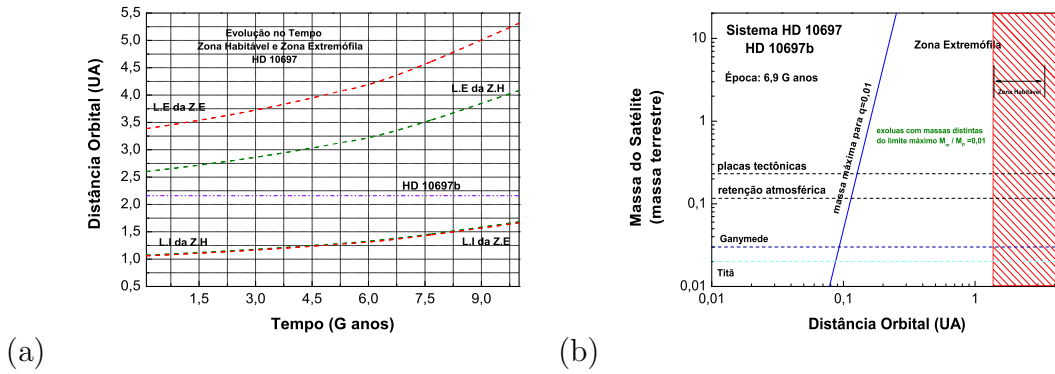 5,5
5,0
4,5
4,0
3,5
3,0
2,5
2,0
1,5
1,0
0,5
Distância Orbital (UA)
Evolução no Tempo
Zona Habitável e Zona Extremófila
HD 10697
L.E da Z.E
L.E da Z.H
HD 10697b
L.I da Z.H
L.I da Z.E
1,5 3,0 4,5 6,0 7,5 9,0
Tempo (G anos)
(a)
10
1
0,1
0,01
Massa do Satélite
(massa terrestre)
Sistema HD 10697
HD 10697b
Época: 6,9 G anos
Zona Extremófila
Zona Habitável
massa máxima para q=0,01
exoluas com massas distintas
do limite máximo M / M =0,01
placas tectônicas
retenção atmosférica
Ganymede
Titã
0,01 0,1 1
Distância Orbital (UA)
(b)